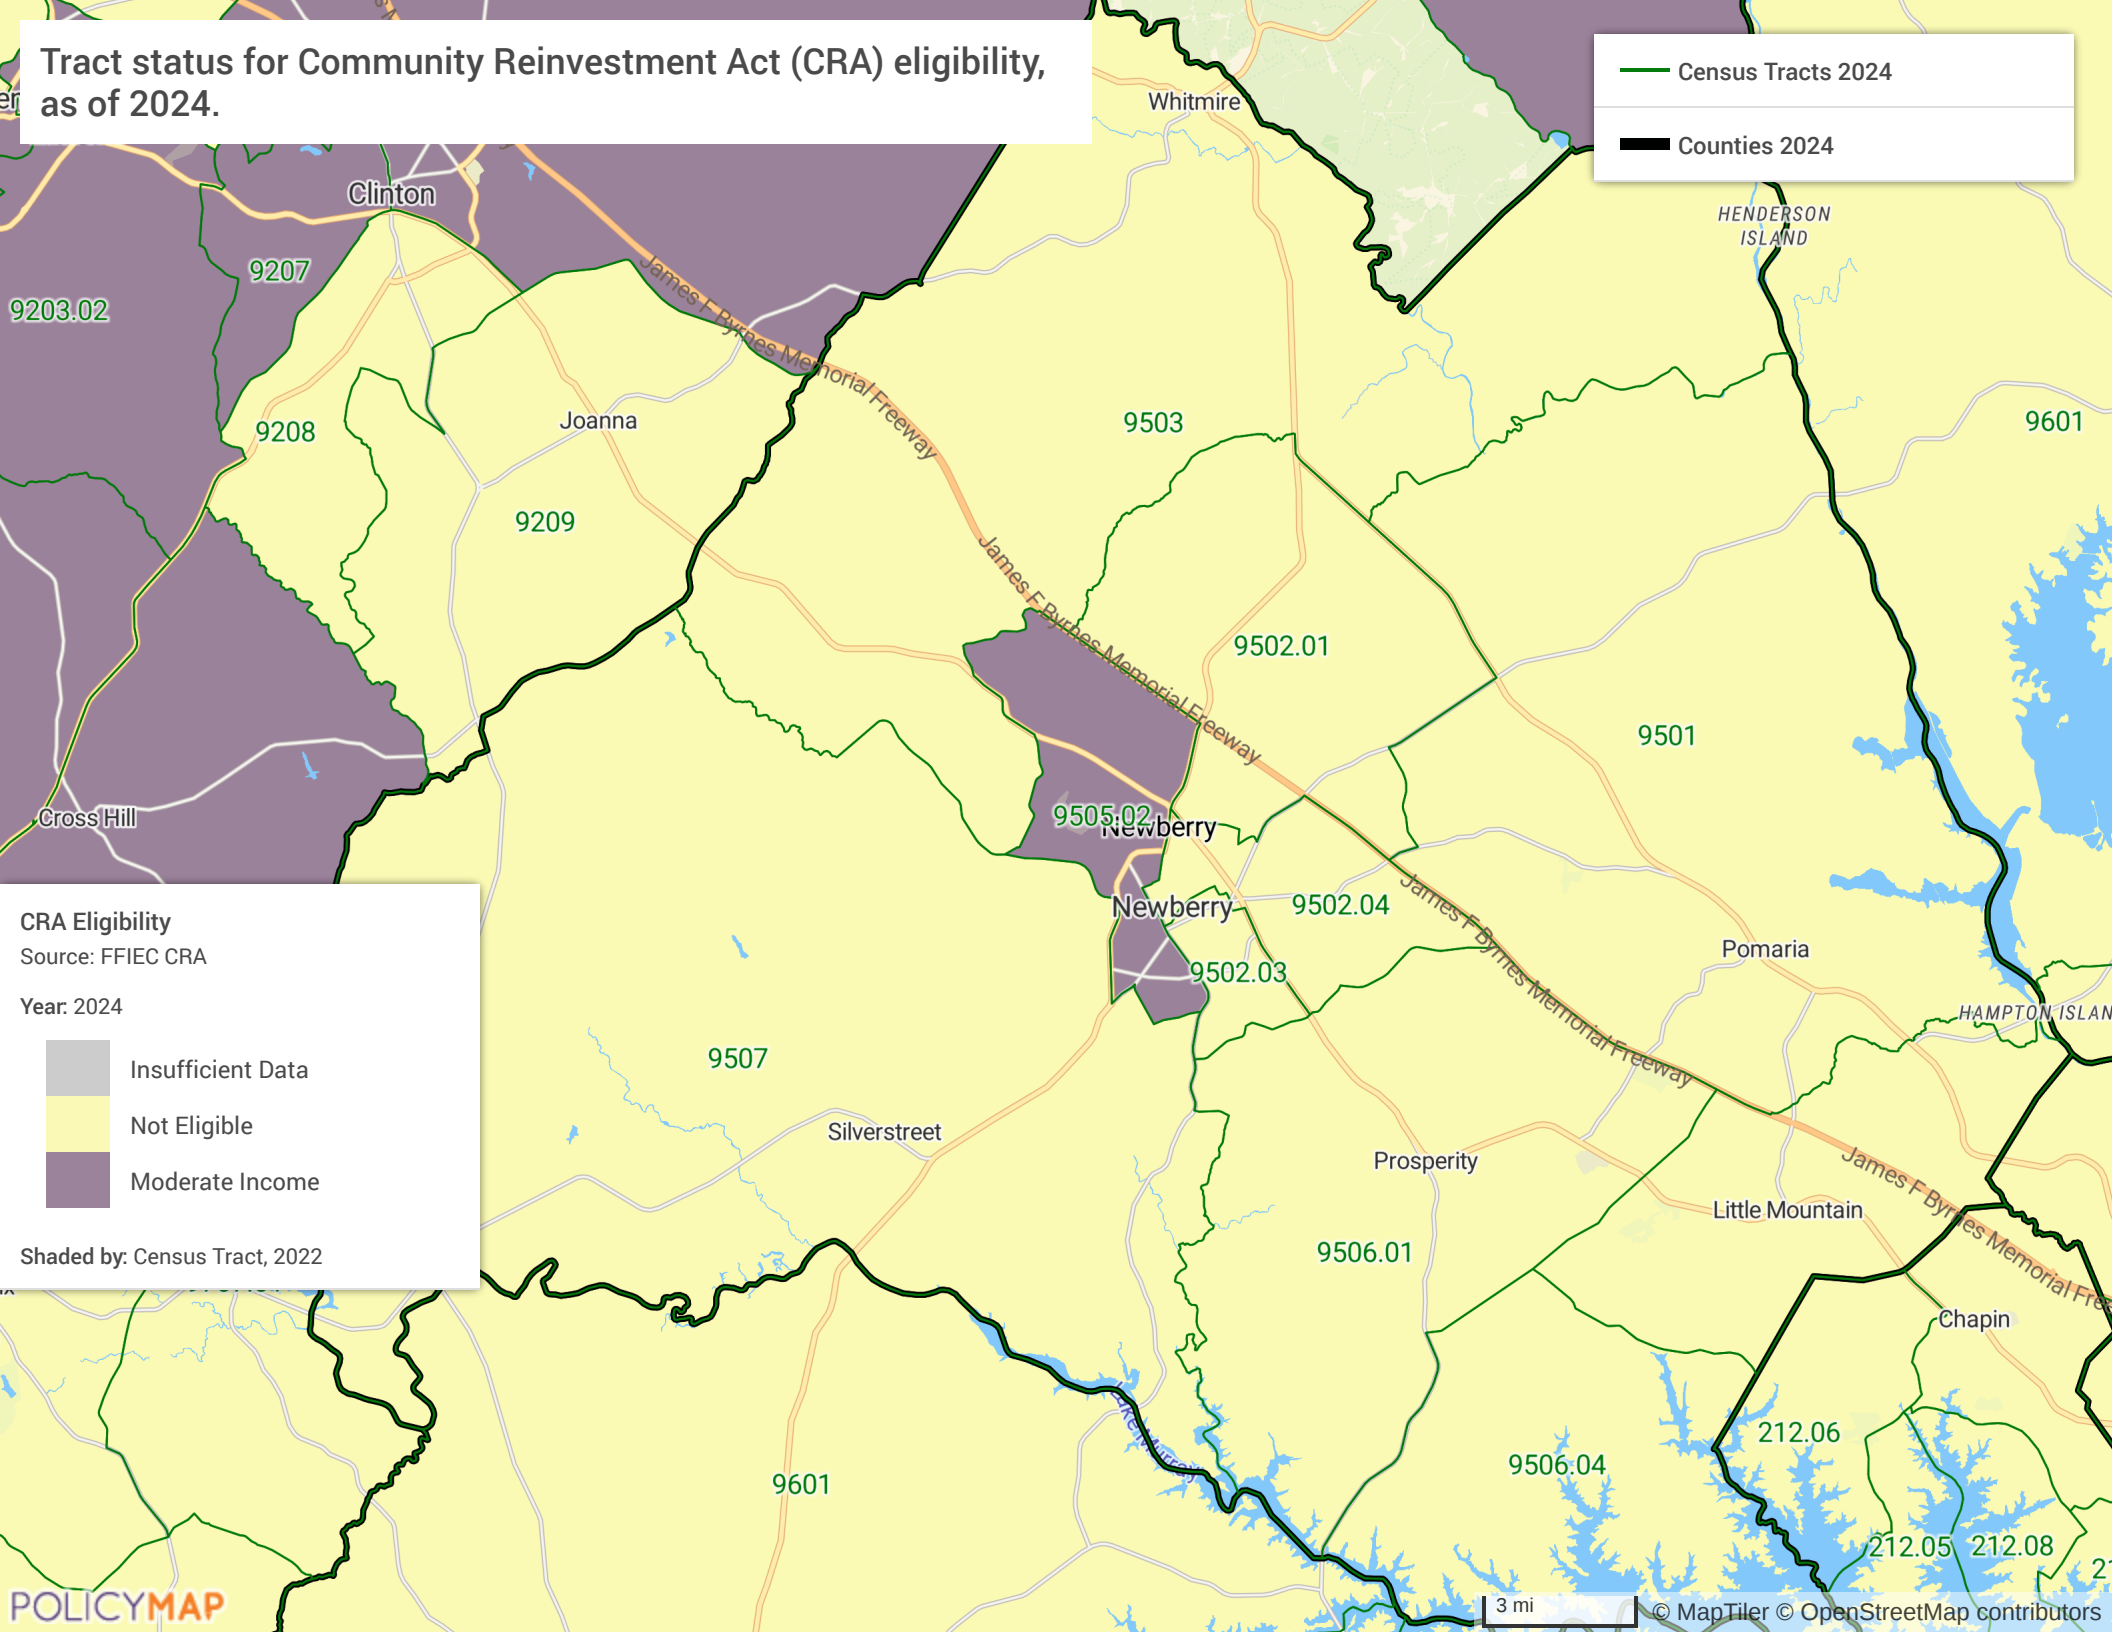 Tract status for Community Reinvestment Act (CRA) eligibility,
as of 2024.
Census Tracts 2024
Counties 2024
Whitmire
Clinton
HENDERSON
ISLAND
9207
9203.02
James F Byrnes Memorial Freeway
9208
Joanna
9503
9601
9209
James F Byrnes Memorial Freeway
9502.01
9501
Cross Hill
9505.02
Newberry
Newberry
9502.04
James F Byrnes Memorial Freeway
Pomaria
9502.03
HAMPTON ISLAN
CRA Eligibility
Source: FFIEC CRA
Year: 2024
Insufficient Data
Not Eligible
Moderate Income
Shaded by: Census Tract, 2022
9507
Silverstreet
Prosperity
James F Byrnes Memorial Fre
Little Mountain
9506.01
Chapin
Lake Murray
212.06
9506.04
9601
212.05
212.08
POLICYMAP
3 mi
© MapTiler © OpenStreetMap contributors